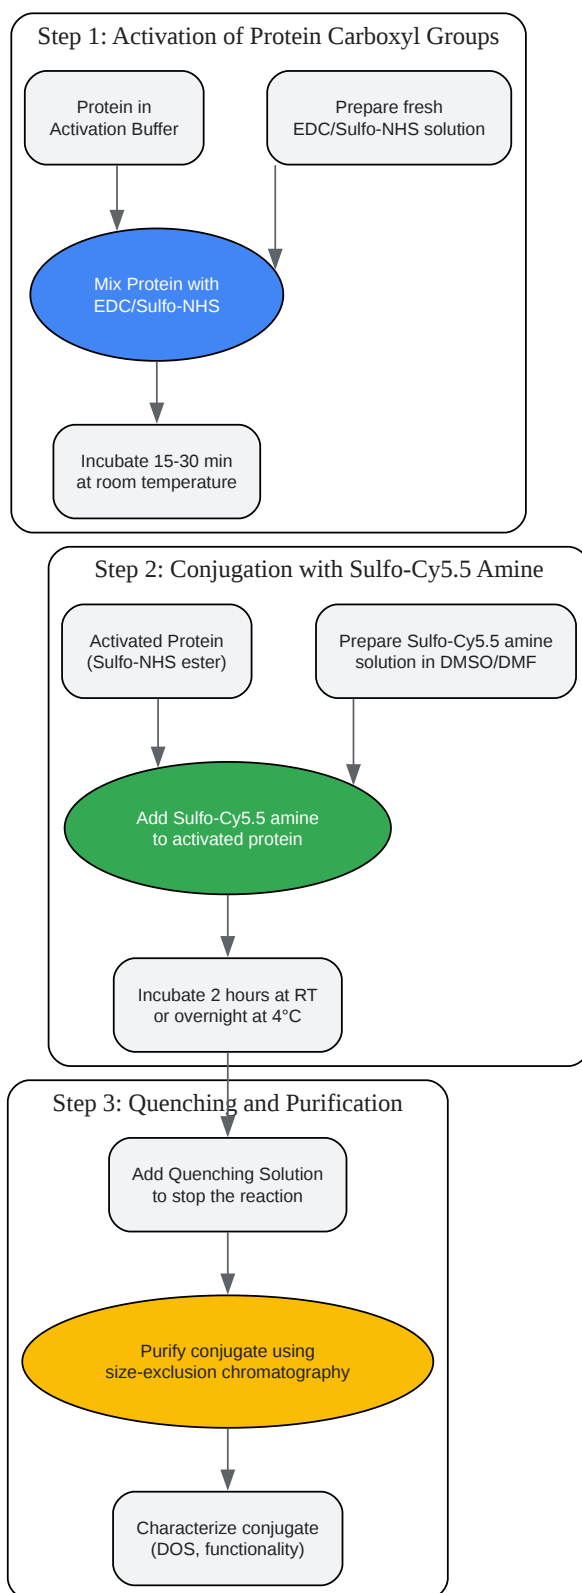 Step 1: Activation of Protein Carboxyl Groups
Protein in
Activation Buffer
Prepare fresh
EDC/Sulfo-NHS solution
Mix Protein with
EDC/Sulfo-NHS
Incubate 15-30 min
at room temperature
Step 2: Conjugation with Sulfo-Cy5.5 Amine
Activated Protein
(Sulfo-NHS ester)
Prepare Sulfo-Cy5.5 amine
solution in DMSO/DMF
Add Sulfo-Cy5.5 amine
to activated protein
Incubate 2 hours at RT
or overnight at 4°C
Step 3: Quenching and Purification
Add Quenching Solution
to stop the reaction
Purify conjugate using
size-exclusion chromatography
Characterize conjugate
(DOS, functionality)